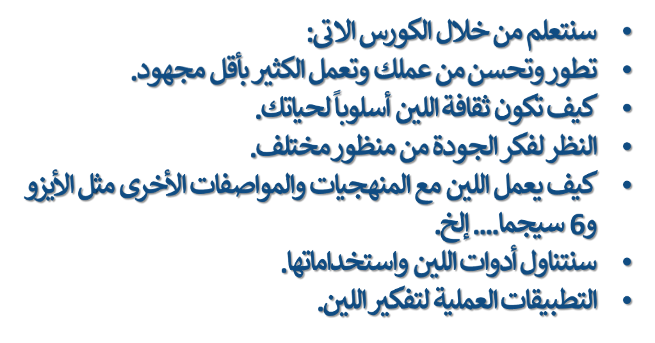 • سنتعلم من خلال الكورس الاتى:
• تطور وتحسن من عملك وتعمل الكثير بأقل مجهود.
• كيف تكون ثقافة اللين أسلوباً لحياتك.
• النظر لفكر الجودة من منظور مختلف.
• كيف يعمل اللين مع المنهجيات والمواصفات الأخرى مثل الأيزو
و6 سيجما.... إلخ.
• سنتناول أدوات اللين واستخداماتها.
• التطبيقات العملية لتفكير اللين.